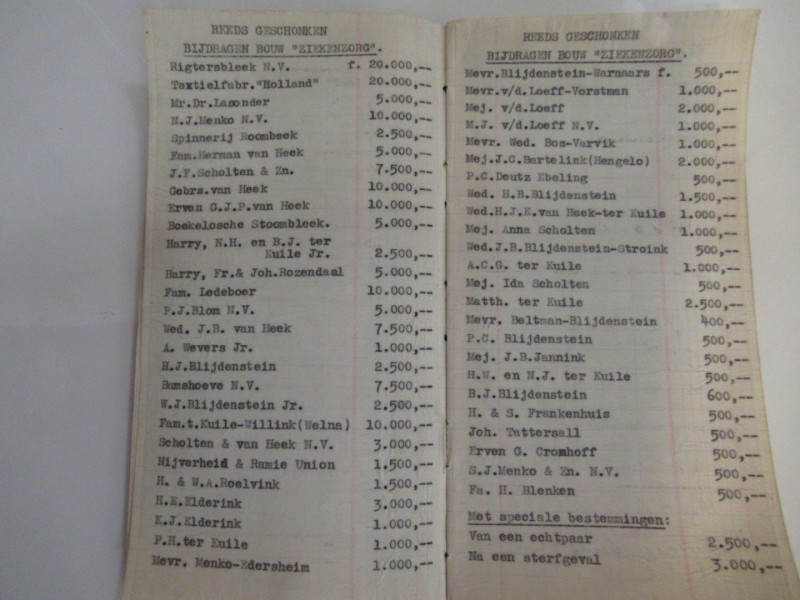 REEDS GESCHONKEN
BIJDRAGEN BOUW "ZIEKENZORG".
Rigtersbleek N.V. f. 20.000,--
Textielfabr."Holland" 20.000,--
Mr.Dr.Lasonder 5.000,--
N.J.Menko N.V. 10.000,--
Spinnerij Roombeek 2.500,--
Fam.Herman van Heek 5.000,--
J.F.Scholten & Zn. 7.500,--
Gebrs.van Heek 10.000,--
Erven G.J.P.van Heek 10.000,--
Boekelosche Stoombleek. 5.000,--
Harry, N.H. en B.J. ter
Kuile Jr. 2.500,--
Harry, Fr.& Joh.Rozendaal 5.000,--
Fam. Ledeboer 10.000,--
P.J.Blom N.V. 5.000,--
Wed. J.B. van Heek 7.500,--
A. Wevers Jr. 1.000,--
H.J.Blijdenstein 2.500,--
Bamshoeve N.V. 7.500,--
W.J.Blijdenstein Jr. 2.500,--
Fam.t.Kuile-Willink(Welna) 10.000,--
Scholten & van Heek N.V. 3.000,--
Nijverheid & Ramie Union 1.500,--
H. & W.A.Roelvink 1.500,--
H.E.Elderink 3.000,--
K.J.Elderink 1.000,--
P.H.ter Kuile 1.000,--
Mevr. Menko-Edersheim 1.000,--
REEDS GESCHONKEN
BIJDRAGEN BOUW "ZIEKENZORG".
Mevr.Blijdenstein-Warnaars f. 500,--
Mevr.v/d.Loeff-Vorstman 1.000,--
Mej. v/d.Loeff 2.000,--
M.J. v/d.Loeff N.V. 1.000,--
Mevr. Wed. Bos-Varvik 1.000,--
Mej.J.C.Bartelink(Hengelo) 2.000,--
P.C.Deutz Ebeling 500,--
Wed. H.B.Blijdenstein 1.500,--
Wed.H.J.E.van Heek-ter Kuile 1.000,--
Mej. Anna Scholten 1.000,--
Wed.J.B.Blijdenstein-Stroink 500,--
A.C.G. ter Kuile 1.000,--
Mej. Ida Scholten 500,--
Matth. ter Kuile 2.500,--
Mevr. Beltman-Blijdenstein 400,--
P.C. Blijdenstein 500,--
Mej. J.B.Jannink 500,--
H.W. en N.J. ter Kuile 500,--
B.J.Blijdenstein 600,--
H. & S. Frankenhuis 500,--
Joh. Tattersall 500,--
Erven G. Cromhoff 500,--
S.J.Menko & Zn. N.V. 500,--
Fa. H. Blenken 500,--
Met speciale bestemmingen:
Van een echtpaar 2.500,--
Na een sterfgeval 3.000,--